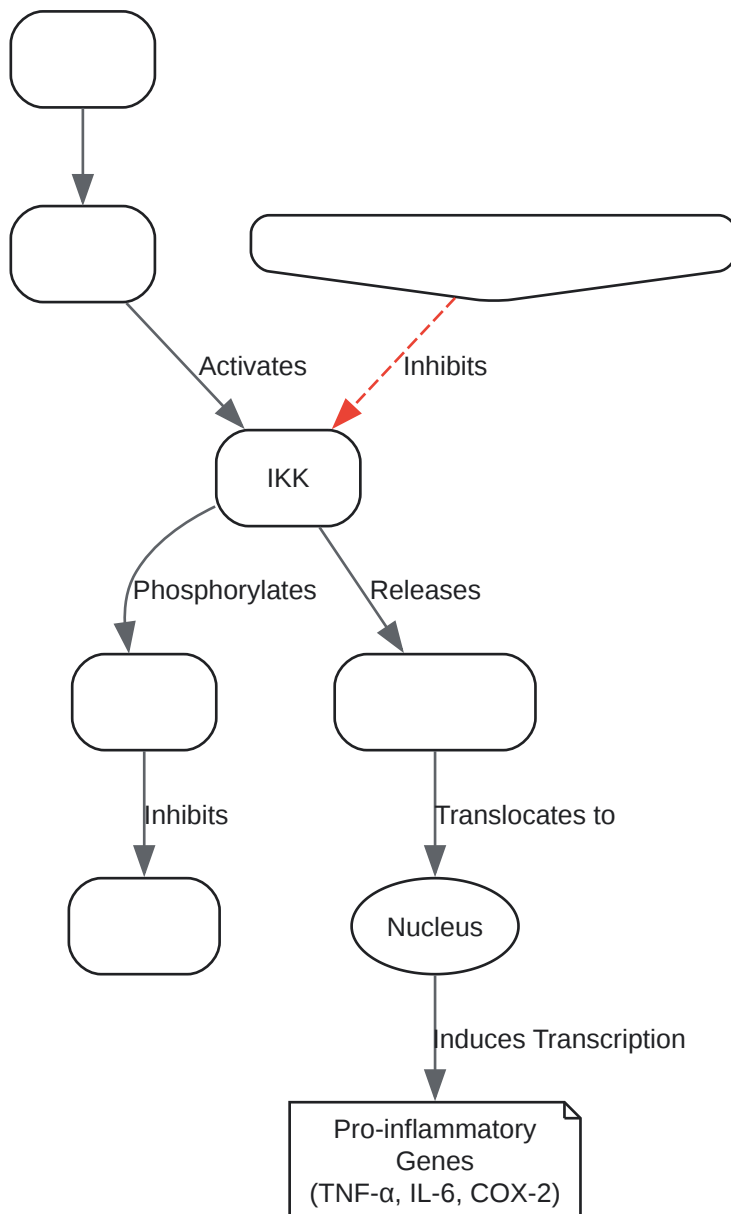 Activates
Inhibits
IKK
Phosphorylates
Releases
Inhibits
Translocates to
Nucleus
Induces Transcription
Pro-inflammatory
Genes
(TNF-α, IL-6, COX-2)